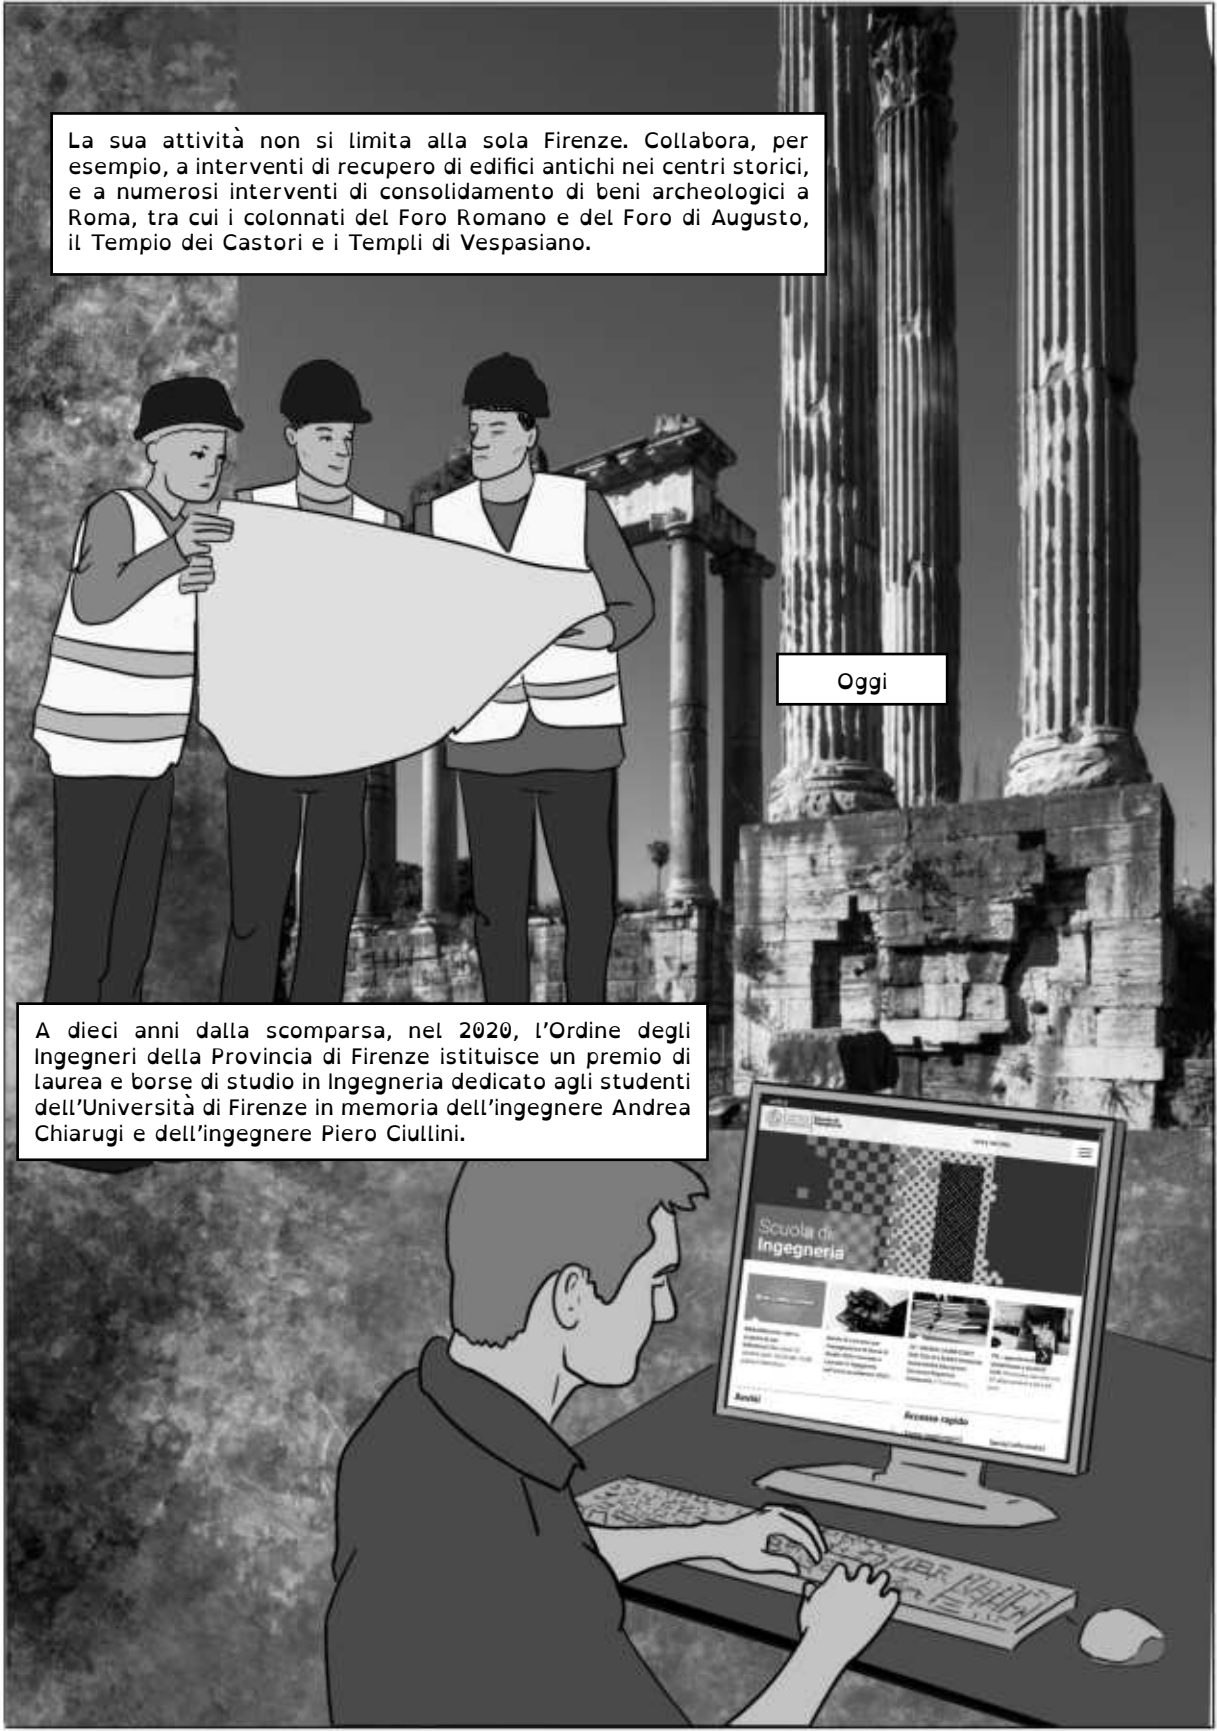 La sua attività non si limita alla sola Firenze. Collabora, per
esempio, a interventi di recupero di edifici antichi nei centri storici,
e a numerosi interventi di consolidamento di beni archeologici a
Roma, tra cui i colonnati del Foro Romano e del Foro di Augusto,
il Tempio dei Castori e i Templi di Vespasiano.
Oggi
A dieci anni dalla scomparsa, nel 2020, l’Ordine degli
Ingegneri della Provincia di Firenze istituisce un premio di
laurea e borse di studio in Ingegneria dedicato agli studenti
dell’Università di Firenze in memoria dell’ingegnere Andrea
Chiarugi e dell’ingegnere Piero Ciullini.
Scuola di
Ingegneria
Avvisi
Accesso rapido